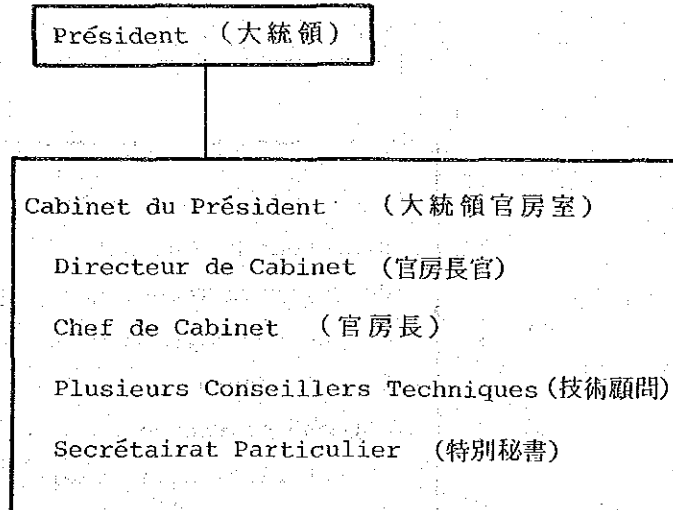 Président （大統領）
Cabinet du Président （大統領官房室）
Directeur de Cabinet （官房長官）
Chef de Cabinet （官房長）
Plusieurs Conseillers Techniques（技術顧問）
Secrétairat Particulier （特別秘書）